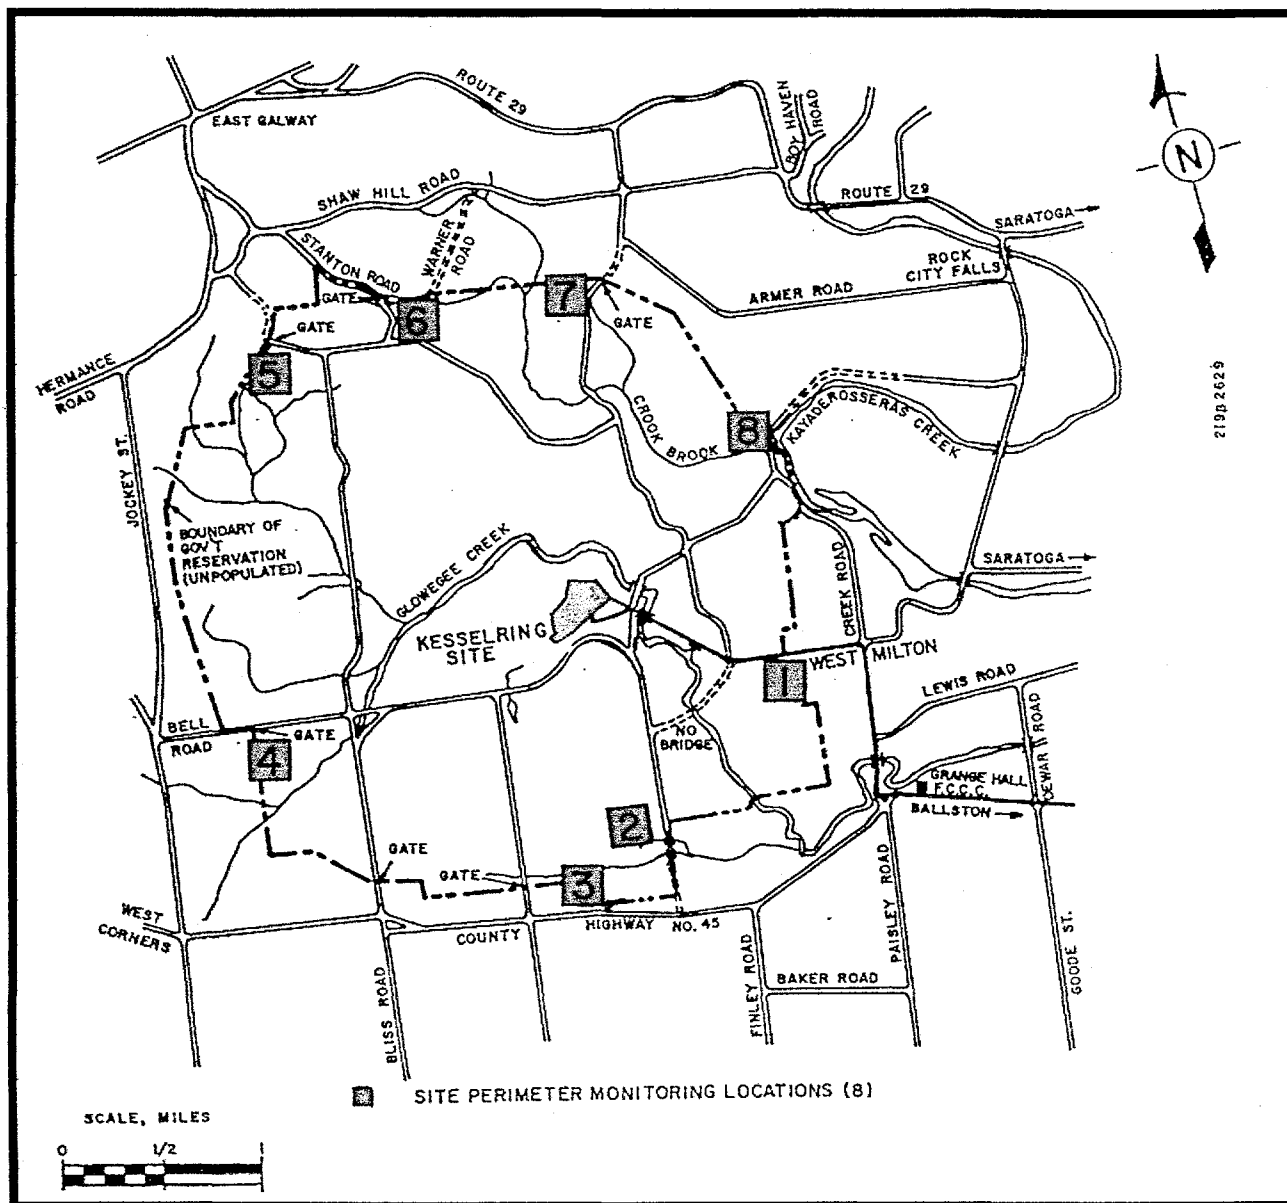 ROUTE 29
EAST GALWAY
BOY HAVEN
ROAD
N
SHAW HILL ROAD
ROUTE 29
SARATOGA
STANTON ROAD
WARNER
ROAD
ROCK
CITY FALLS
GATE
7
ARMER ROAD
6
GATE
GATE
HERMANCE
ROAD
5
CROOK
BROOK
8
KAYADEROSSERAS CREEK
JOCKEY ST.
BOUNDARY OF
GOV'T
RESERVATION
(UNPOPULATED)
GLOWEGEE CREEK
SARATOGA
CREEK ROAD
KESSELRING
SITE
WEST MILTON
1
LEWIS ROAD
BELL
ROAD
GATE
NO
BRIDGE
4
DEWAR ROAD
GRANGE HALL
F.C.C.C.
BALLSTON
2
GATE
GATE
3
WEST
CORNERS
COUNTY
HIGHWAY
NO. 45
BLISS ROAD
FINLEY ROAD
PAISLEY ROAD
BAKER ROAD
GOODE ST.
SITE PERIMETER MONITORING LOCATIONS (8)
SCALE, MILES
0
1/2
1